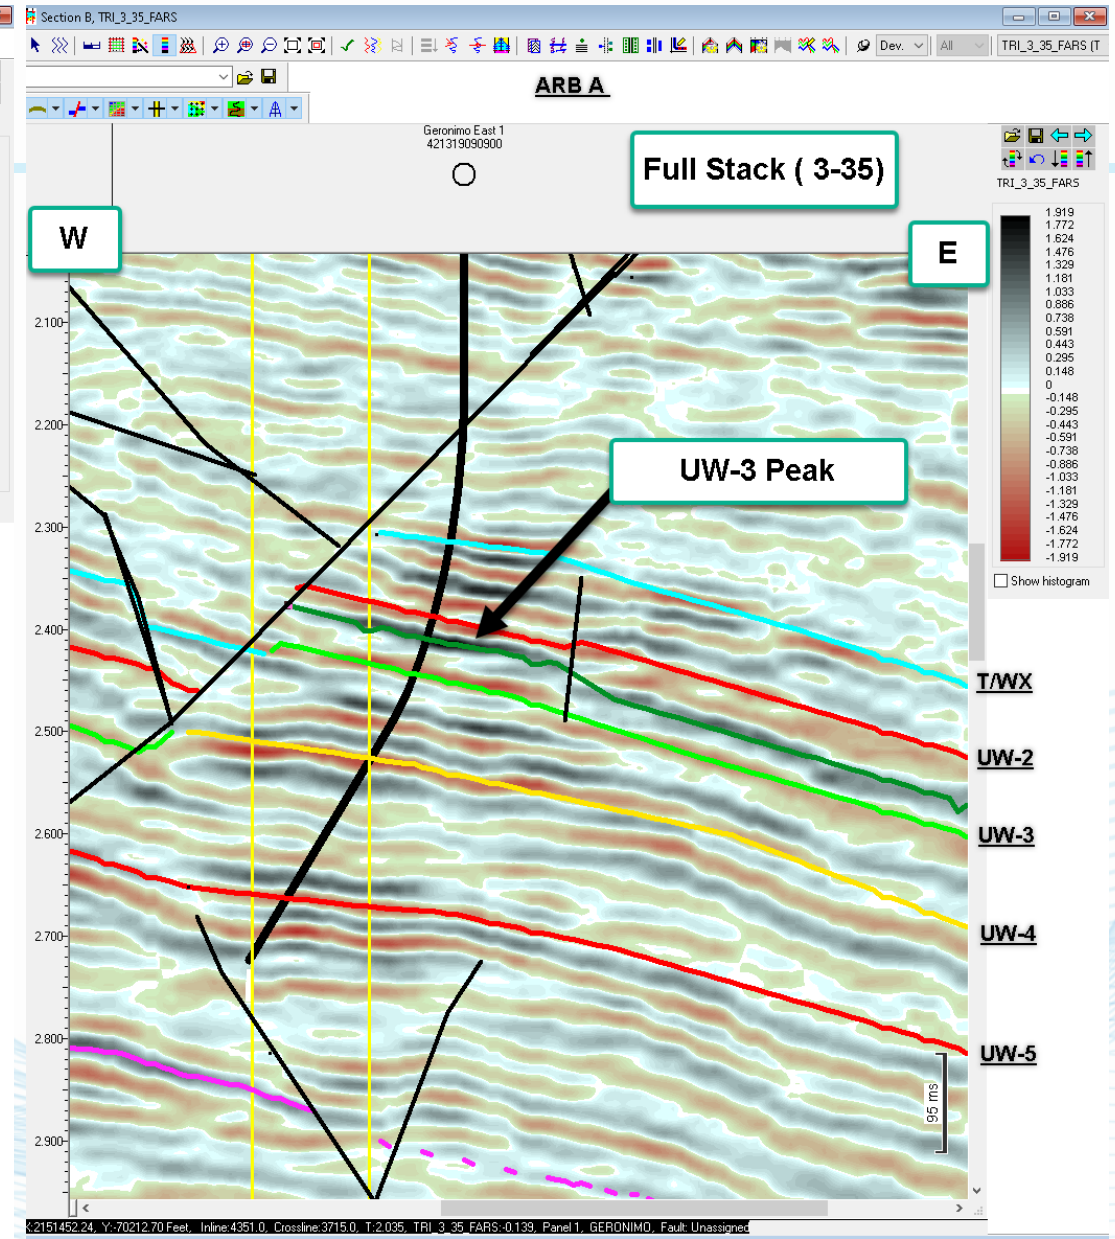 Section B, TRI_3_35_FARS
Dev.
All
TRI_3_35_FARS (T
ARB A
Geronimo East 1
421319090900
Full Stack ( 3-35)
TRI_3_35_FARS
W
E
1.919
1.772
1.624
1.476
1.329
1.181
1.033
0.886
0.738
0.591
0.443
0.295
0.148
0
-0.148
-0.295
-0.443
-0.591
-0.738
-0.886
-1.033
-1.181
-1.329
-1.476
-1.624
-1.772
-1.919
Show histogram
2.100
2.200
2.300
2.400
2.500
2.600
2.700
2.800
2.900
UW-3 Peak
T/WX
UW-2
UW-3
UW-4
UW-5
95 ms
X:2151452.24, Y:-70212.70 Feet, Inline:4351.0, Crossline:3715.0, T:2.035, TRI_3_35_FARS:-0.139, Panel 1, GERONIMO, Fault: Unassigned